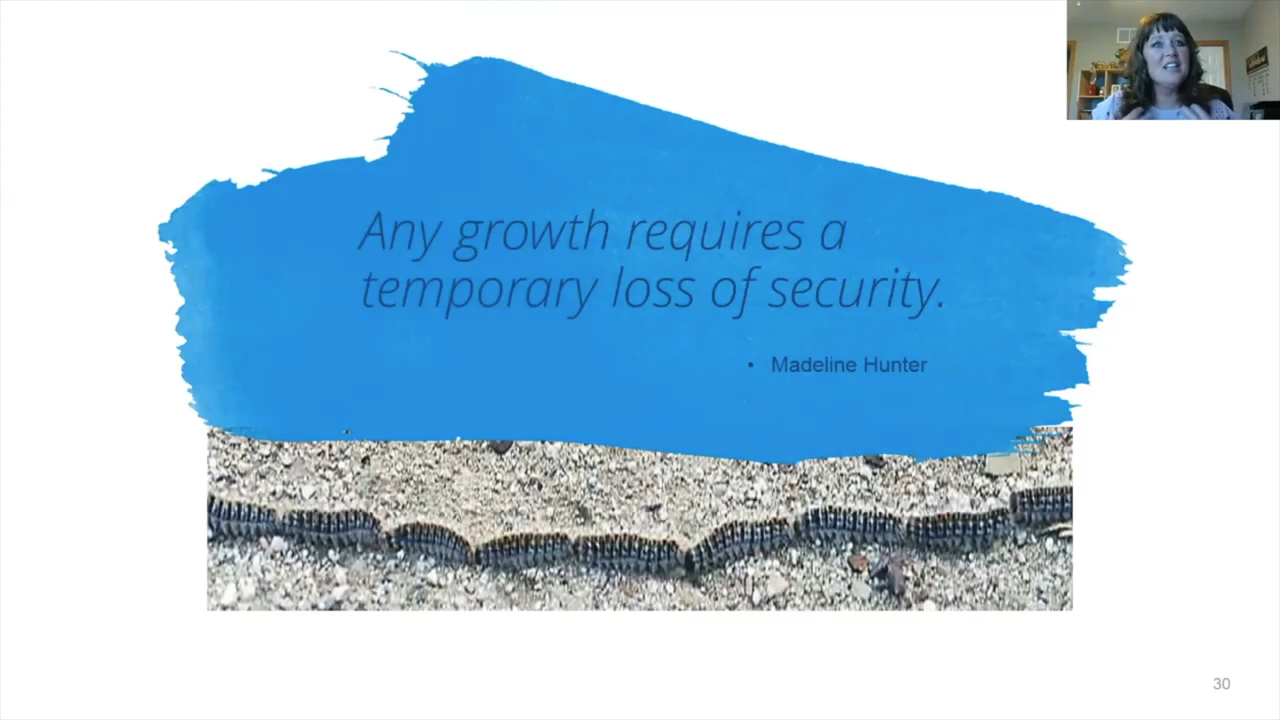 Any growth requires a
temporary loss of security.
• Madeline Hunter
30